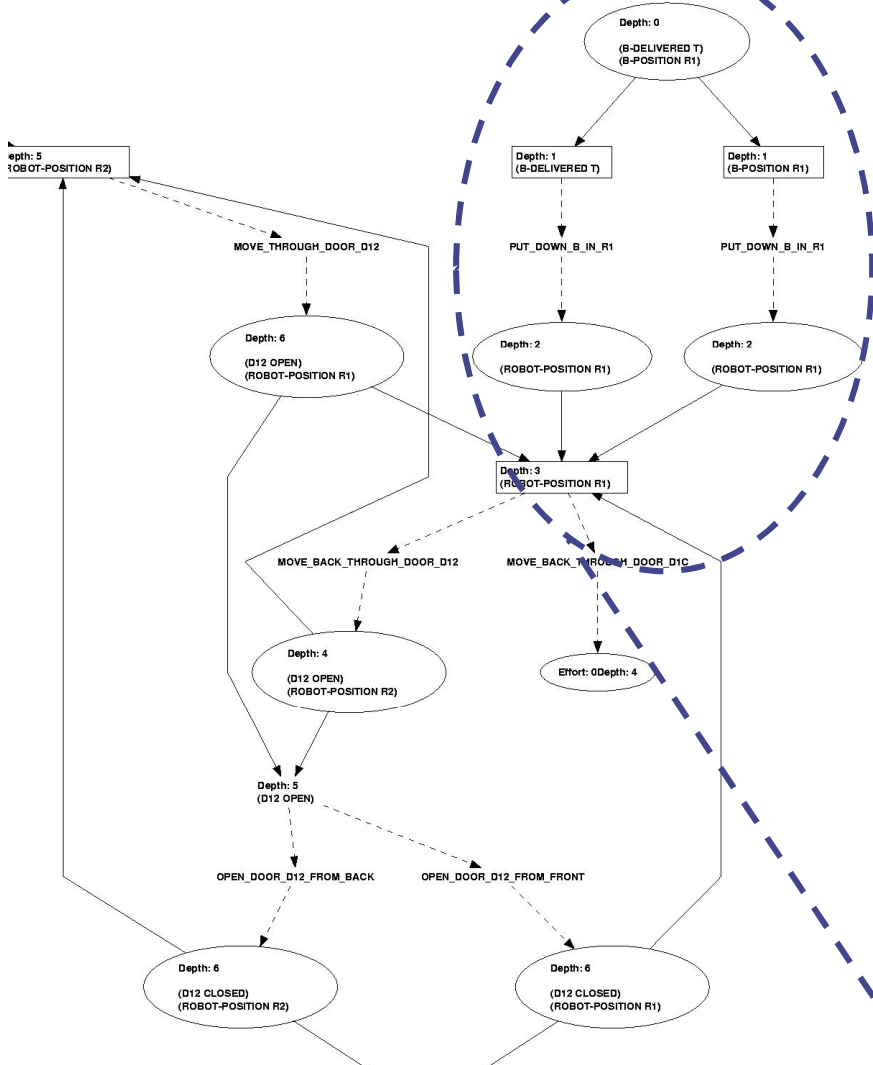 Depth: 0
(B-DELIVERED T)
(B-POSITION R1)
Depth: 5
ROBOT-POSITION R2)
Depth: 1
(B-DELIVERED T)
Depth: 1
(B-POSITION R1)
MOVE_THROUGH_DOOR_D12
PUT_DOWN_B_IN_R1
PUT_DOWN_B_IN_R1
Depth: 6
(D12 OPEN)
(ROBOT-POSITION R1)
Depth: 2
(ROBOT-POSITION R1)
Depth: 2
(ROBOT-POSITION R1)
Depth: 3
(ROBOT-POSITION R1)
MOVE_BACK_THROUGH_DOOR_D12
MOVE_BACK_THROUGH_DOOR_D1C
Depth: 4
(D12 OPEN)
(ROBOT-POSITION R2)
Effort: 0Depth: 4
Depth: 5
(D12 OPEN)
OPEN_DOOR_D12_FROM_BACK
OPEN_DOOR_D12_FROM_FRONT
Depth: 6
(D12 CLOSED)
(ROBOT-POSITION R2)
Depth: 6
(D12 CLOSED)
(ROBOT-POSITION R1)